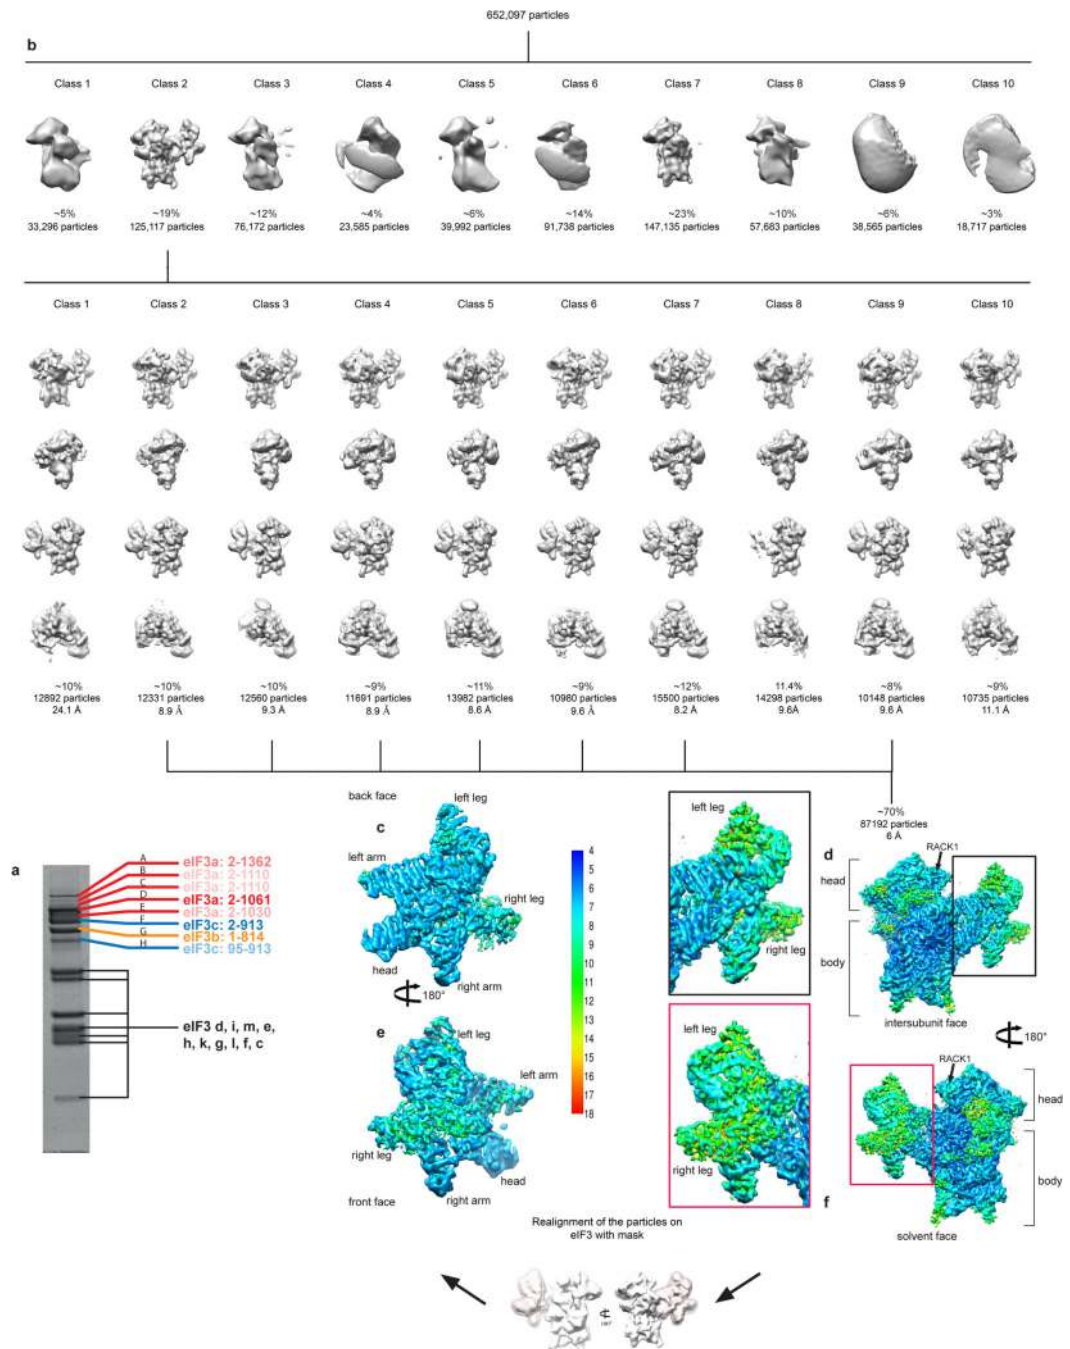 652,097 particles
b
Class 1 Class 2 Class 3 Class 4 Class 5 Class 6 Class 7 Class 8 Class 9 Class 10
~5% ~19% ~12% ~4% ~6% ~14% ~23% ~10% ~6% ~3%
33,296 particles 125,117 particles 76,172 particles 23,585 particles 39,992 particles 91,738 particles 147,135 particles 57,683 particles 38,565 particles 18,717 particles
Class 1 Class 2 Class 3 Class 4 Class 5 Class 6 Class 7 Class 8 Class 9 Class 10
~10% ~10% ~10% ~9% ~11% ~9% ~12% 11.4% ~8% ~9%
12892 particles 12331 particles 12560 particles 11691 particles 13982 particles 10980 particles 15500 particles 14298 particles 10148 particles 10735 particles
24.1 Å 8.9 Å 9.3 Å 8.9 Å 8.6 Å 9.6 Å 8.2 Å 9.6Å 9.6 Å 11.1 Å
~70%
87192 particles
6 Å
a
A
B
C
D
E
F
G
H
eIF3a: 2-1362
eIF3a: 2-1110
eIF3a: 2-1110
eIF3a: 2-1061
eIF3a: 2-1030
eIF3c: 2-913
eIF3b: 1-814
eIF3c: 95-913
eIF3 d, i, m, e,
h, k, g, l, f, c
back face
c
left leg
left arm
right leg
head
right arm
180°
e
left leg
left arm
right leg
head
right arm
front face
4
5
6
7
8
9
10
11
12
13
14
15
16
17
18
left leg
right leg
left leg
right leg
d
RACK1
head
body
intersubunit face
180°
RACK1
head
body
f
solvent face
Realignment of the particles on
eIF3 with mask